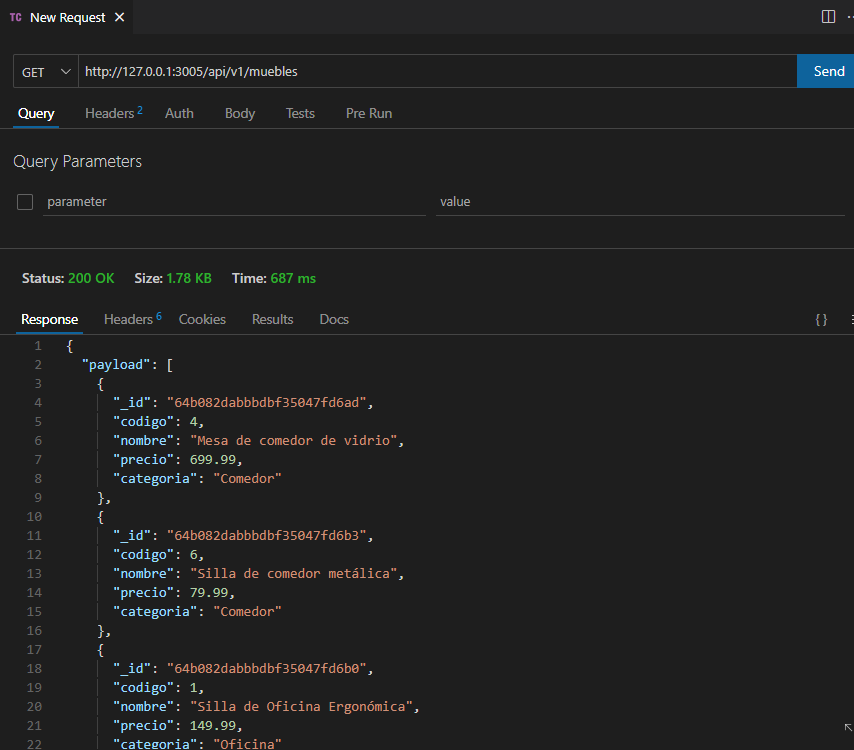 TC New Request ×
GET http://127.0.0.1:3005/api/v1/muebles Send
Query Headers 2 Auth Body Tests Pre Run
Query Parameters
parameter value
Status: 200 OK Size: 1.78 KB Time: 687 ms
Response Headers 6 Cookies Results Docs { }
1 {
2 "payload": [
3 {
4 "_id": "64b082dabbbdbf35047fd6ad",
5 "codigo": 4,
6 "nombre": "Mesa de comedor de vidrio",
7 "precio": 699.99,
8 "categoria": "Comedor"
9 },
10 {
11 "_id": "64b082dabbbdbf35047fd6b3",
12 "codigo": 6,
13 "nombre": "Silla de comedor metálica",
14 "precio": 79.99,
15 "categoria": "Comedor"
16 },
17 {
18 "_id": "64b082dabbbdbf35047fd6b0",
19 "codigo": 1,
20 "nombre": "Silla de Oficina Ergonómica",
21 "precio": 149.99,
22 "categoria": "Oficina"